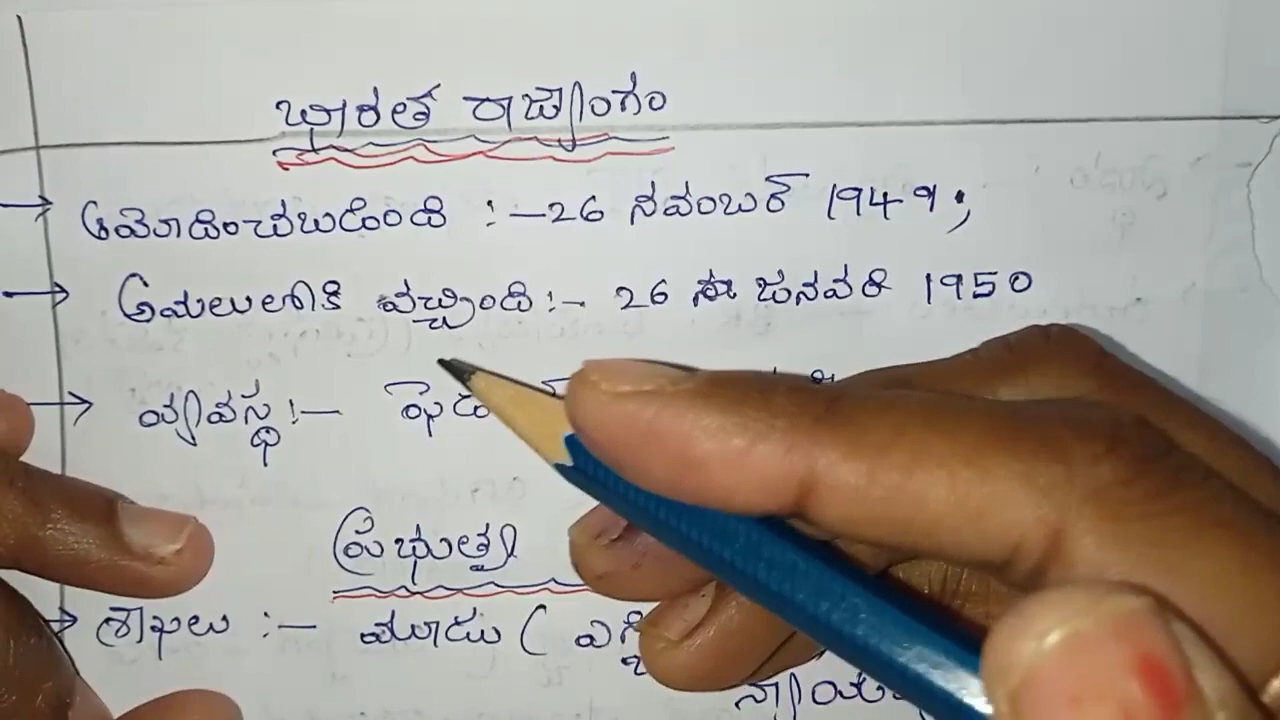 భారత రాజ్యాంగం
ఆమోదించబడింది :- 26 నవంబర్ 1949;
అమలులోకి వచ్చింది :- 26 జనవరి 1950
వ్యవస్థ :-
ప్రభుత్వ
శాఖలు :- మూడు (